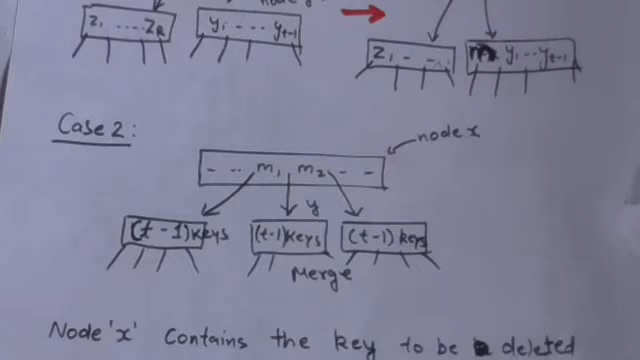 z₁ .... zk
y₁ .... yt-1
z₁ - - ..
m y₁ .. yt-1
Case 2:
node x
- - .. m₁ m₂ - -
y
(t-1) keys
(t-1) keys
(t-1) keys
Merge
Node 'x' Contains the key to be deleted